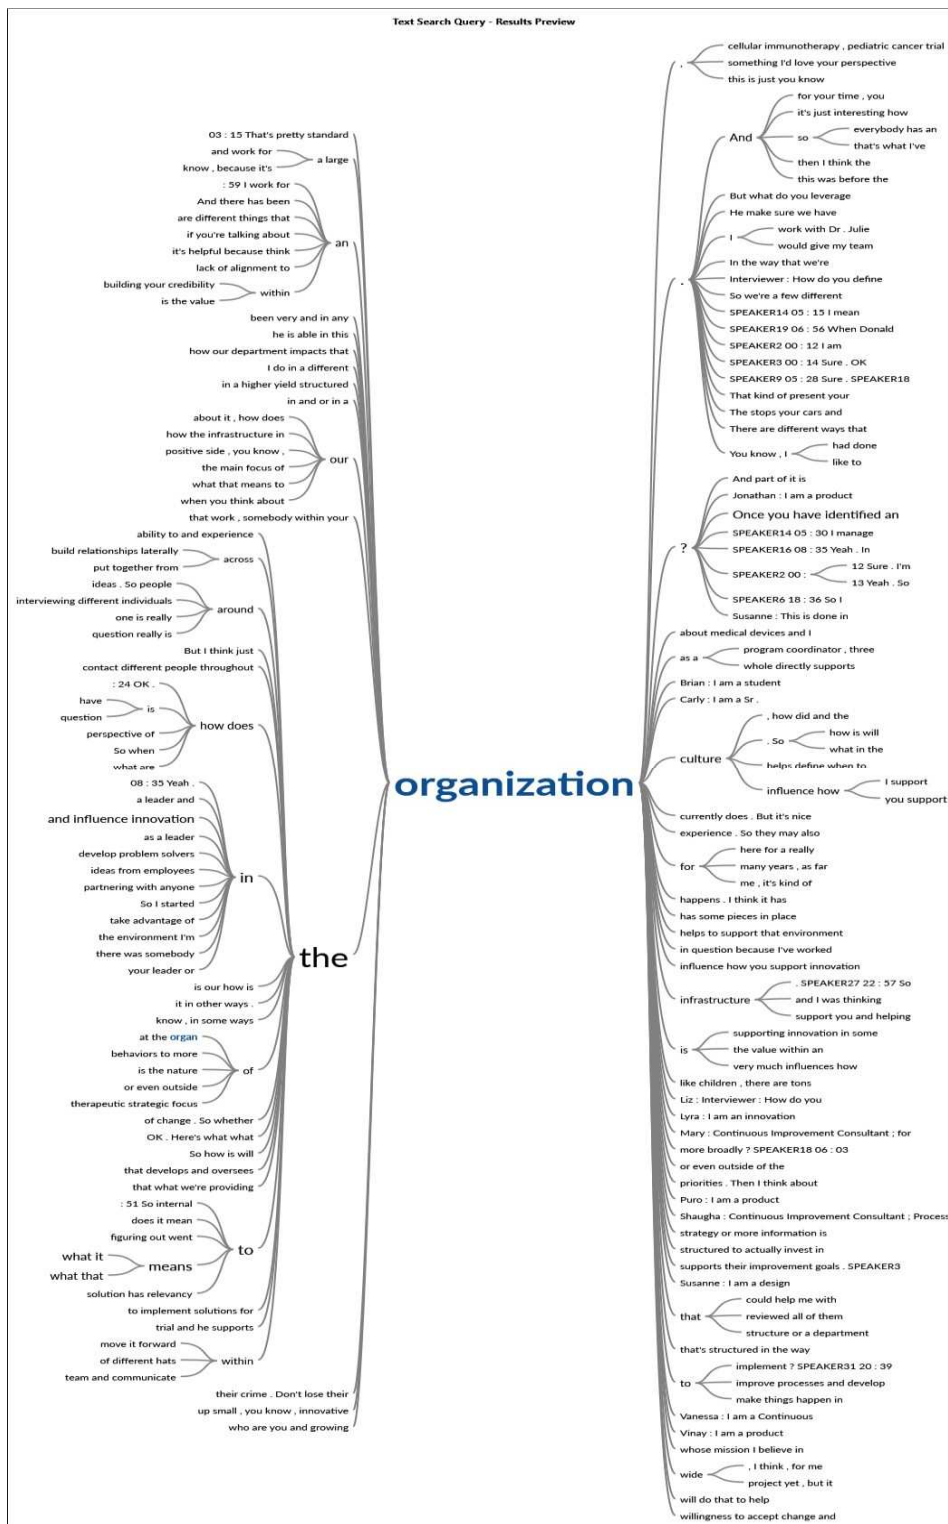 Text Search Query - Results Preview
03 : 15 That's pretty standard
and work for
know , because it's
a large
: 59 I work for
And there has been
are different things that
if you're talking about
it's helpful because think
lack of alignment to
building your credibility
is the value
within
an
been very and in any
he is able in this
how our department impacts that
I do in a different
in a higher yield structured
in and or in a
about it , how does
how the infrastructure in
positive side , you know ,
the main focus of
what that means to
when you think about
our
that work , somebody within your
ability to and experience
build relationships laterally
put together from
across
ideas . So people
interviewing different individuals
one is really
question really is
around
But I think just
contact different people throughout
: 24 OK .
have
question
is
perspective of
So when
what are
how does
08 : 35 Yeah .
a leader and
and influence innovation
as a leader
develop problem solvers
ideas from employees
partnering with anyone
So I started
take advantage of
the environment I'm
there was somebody
your leader or
in
is our how is
it in other ways .
know , in some ways
at the organ
behaviors to more
is the nature
or even outside
therapeutic strategic focus
of
of change . So whether
OK . Here's what what
So how is will
that develops and oversees
that what we're providing
: 51 So internal
does it mean
figuring out went
what it
what that
means
solution has relevancy
to
to implement solutions for
trial and he supports
move it forward
of different hats
team and communicate
within
the
their crime . Don't lose their
up small , you know , innovative
who are you and growing
organization
,
cellular immunotherapy , pediatric cancer trial
something I'd love your perspective
this is just you know
.
And
for your time , you
it's just interesting how
so
everybody has an
that's what I've
then I think the
this was before the
But what do you leverage
He make sure we have
I
work with Dr . Julie
would give my team
In the way that we're
Interviewer : How do you define
So we're a few different
SPEAKER14 05 : 15 I mean
SPEAKER19 06 : 56 When Donald
SPEAKER2 00 : 12 I am
SPEAKER3 00 : 14 Sure . OK
SPEAKER9 05 : 28 Sure . SPEAKER18
That kind of present your
The stops your cars and
There are different ways that
You know , I
had done
like to
?
And part of it is
Jonathan : I am a product
Once you have identified an
SPEAKER14 05 : 30 I manage
SPEAKER16 08 : 35 Yeah . In
SPEAKER2 00 :
12 Sure . I'm
13 Yeah . So
SPEAKER6 18 : 36 So I
Susanne : This is done in
about medical devices and I
as a
program coordinator , three
whole directly supports
Brian : I am a student
Carly : I am a Sr .
culture
, how did and the
. So
how is will
what in the
helps define when to
influence how
I support
you support
currently does . But it's nice
experience . So they may also
for
here for a really
many years , as far
me , it's kind of
happens . I think it has
has some pieces in place
helps to support that environment
in question because I've worked
influence how you support innovation
infrastructure
. SPEAKER27 22 : 57 So
and I was thinking
support you and helping
is
supporting innovation in some
the value within an
very much influences how
like children , there are tons
Liz : Interviewer : How do you
Lyra : I am an innovation
Mary : Continuous Improvement Consultant ; for
more broadly ? SPEAKER18 06 : 03
or even outside of the
priorities . Then I think about
Puro : I am a product
Shaugha : Continuous Improvement Consultant ; Process
strategy or more information is
structured to actually invest in
supports their improvement goals . SPEAKER3
Susanne : I am a design
that
could help me with
reviewed all of them
structure or a department
that's structured in the way
to
implement ? SPEAKER31 20 : 39
improve processes and develop
make things happen in
Vanessa : I am a Continuous
Vinay : I am a product
whose mission I believe in
wide
, I think , for me
project yet , but it
will do that to help
willingness to accept change and